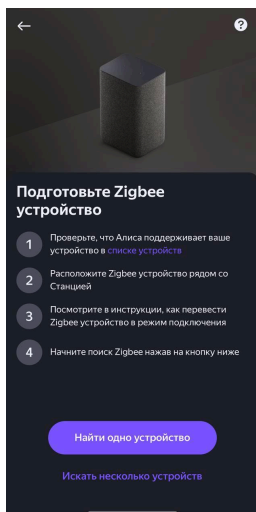 ?
Подготовьте Zigbee
устройство
1
Проверьте, что Алиса поддерживает ваше
устройство в списке устройств
2
Расположите Zigbee устройство рядом со
Станцией
3
Посмотрите в инструкции, как перевести
Zigbee устройство в режим подключения
4
Начните поиск Zigbee нажав на кнопку ниже
Найти одно устройство
Искать несколько устройств